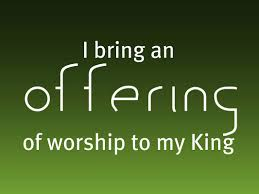 I bring an
offering
of worship to my King